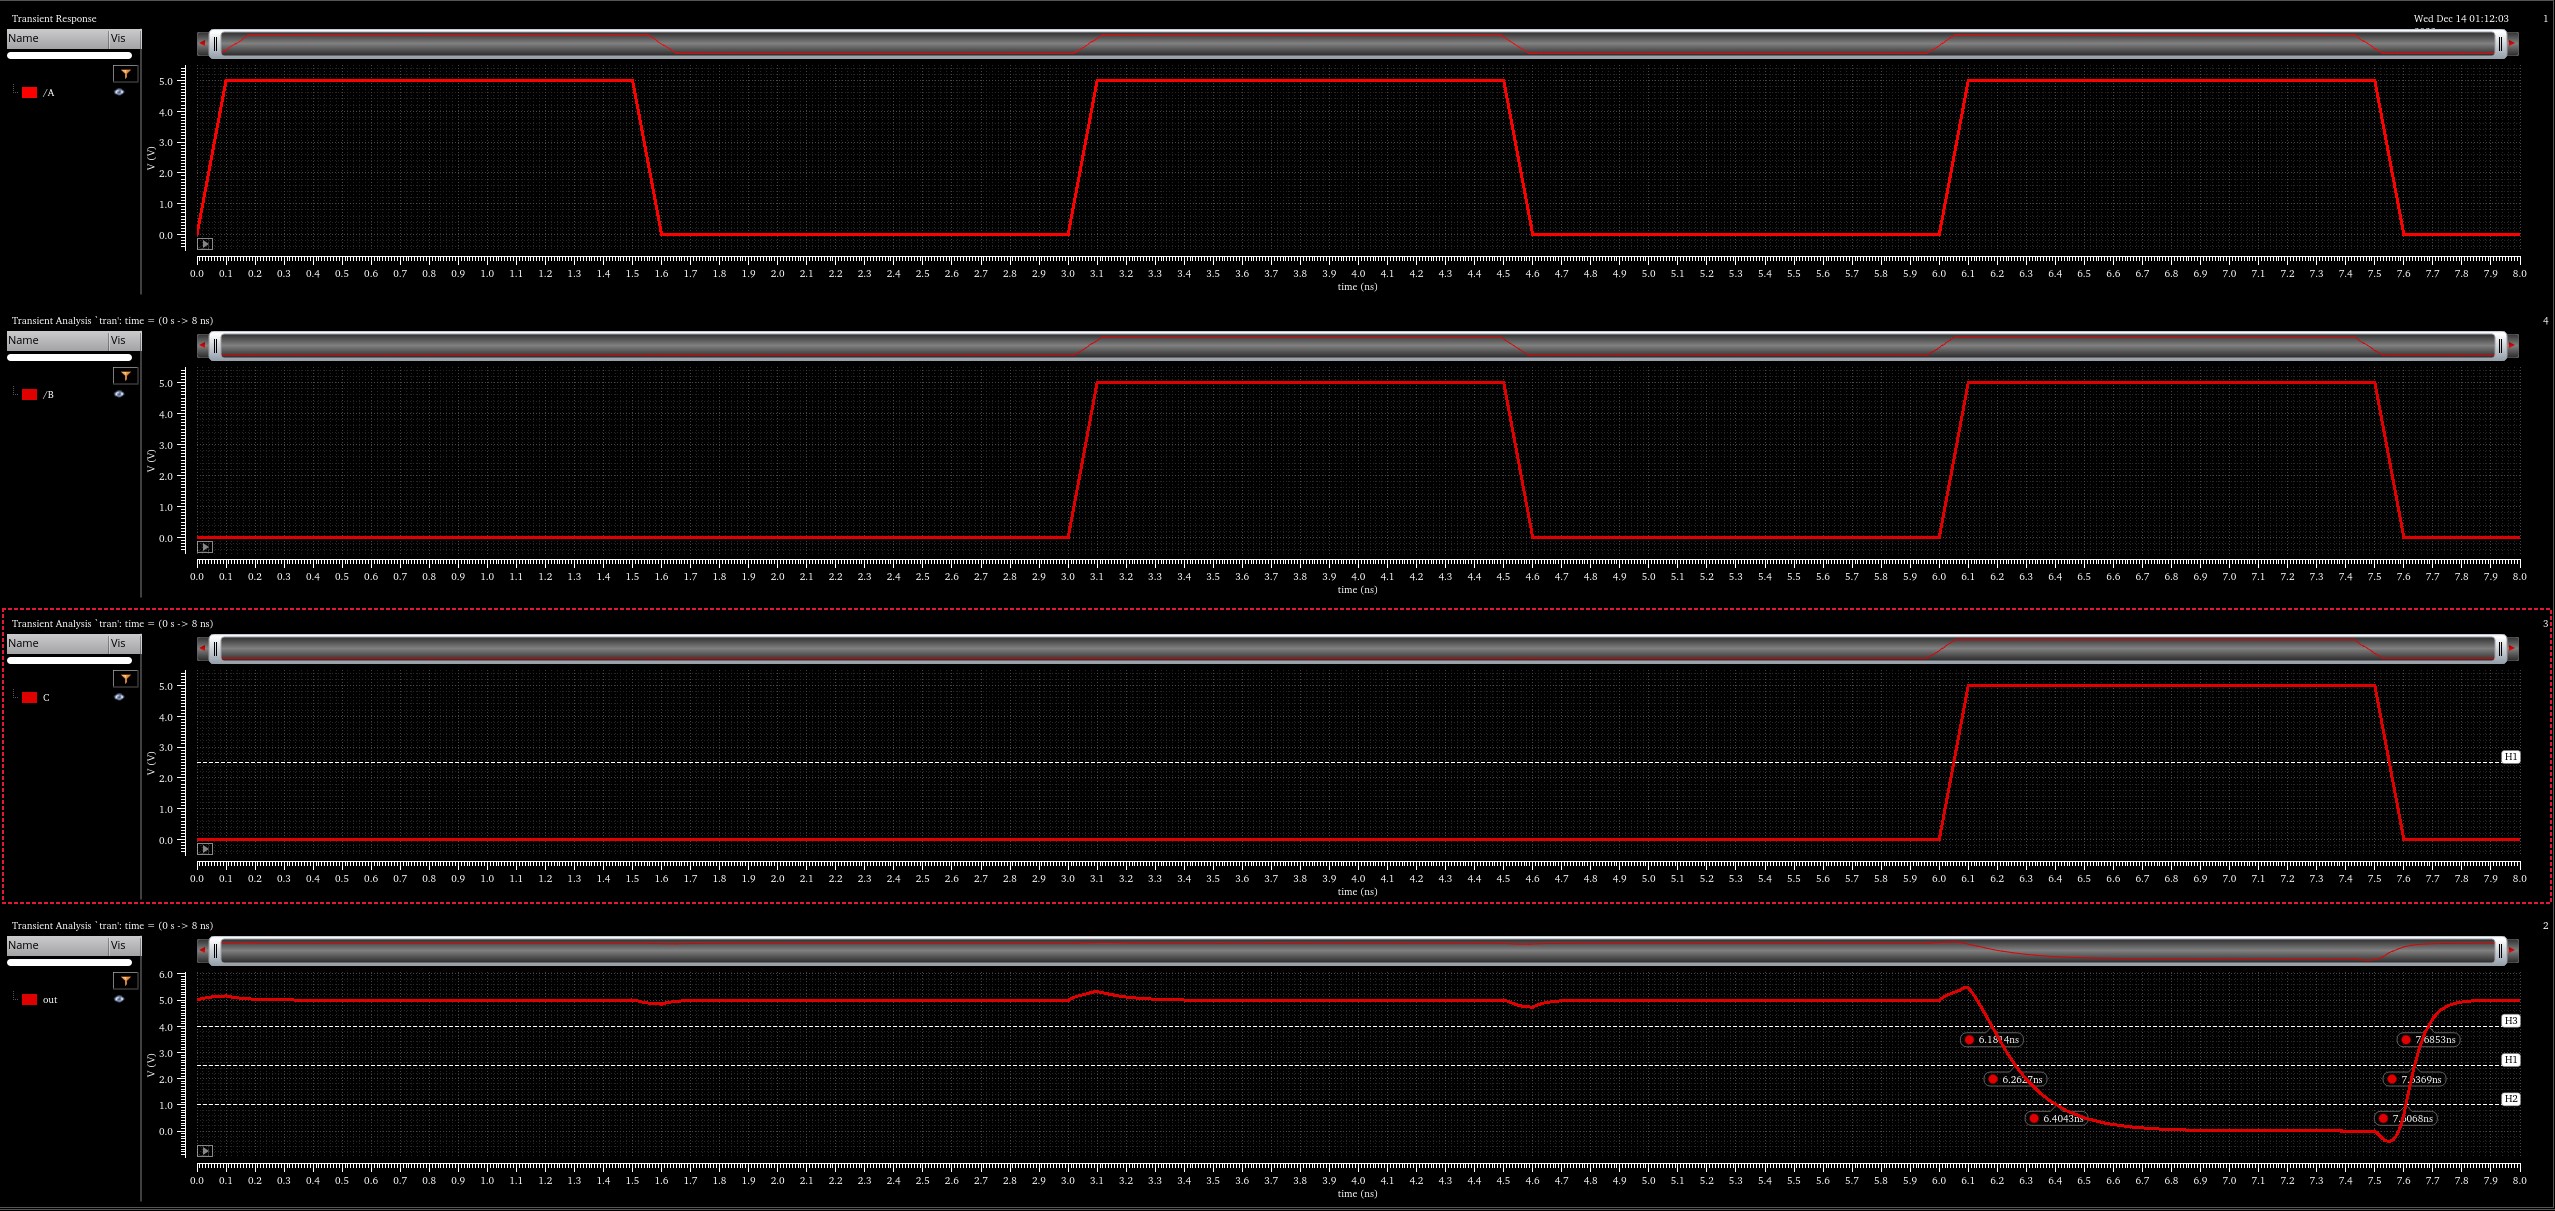 Transient Response
Wed Dec 14 01:12:03
1
Name Vis
/A
5.0
4.0
3.0
2.0
1.0
0.0
V (V)
0.0 0.1 0.2 0.3 0.4 0.5 0.6 0.7 0.8 0.9 1.0 1.1 1.2 1.3 1.4 1.5 1.6 1.7 1.8 1.9 2.0 2.1 2.2 2.3 2.4 2.5 2.6 2.7 2.8 2.9 3.0 3.1 3.2 3.3 3.4 3.5 3.6 3.7 3.8 3.9 4.0 4.1 4.2 4.3 4.4 4.5 4.6 4.7 4.8 4.9 5.0 5.1 5.2 5.3 5.4 5.5 5.6 5.7 5.8 5.9 6.0 6.1 6.2 6.3 6.4 6.5 6.6 6.7 6.8 6.9 7.0 7.1 7.2 7.3 7.4 7.5 7.6 7.7 7.8 7.9 8.0
time (ns)
Transient Analysis `tran': time = (0 s -> 8 ns)
4
Name Vis
/B
5.0
4.0
3.0
2.0
1.0
0.0
V (V)
0.0 0.1 0.2 0.3 0.4 0.5 0.6 0.7 0.8 0.9 1.0 1.1 1.2 1.3 1.4 1.5 1.6 1.7 1.8 1.9 2.0 2.1 2.2 2.3 2.4 2.5 2.6 2.7 2.8 2.9 3.0 3.1 3.2 3.3 3.4 3.5 3.6 3.7 3.8 3.9 4.0 4.1 4.2 4.3 4.4 4.5 4.6 4.7 4.8 4.9 5.0 5.1 5.2 5.3 5.4 5.5 5.6 5.7 5.8 5.9 6.0 6.1 6.2 6.3 6.4 6.5 6.6 6.7 6.8 6.9 7.0 7.1 7.2 7.3 7.4 7.5 7.6 7.7 7.8 7.9 8.0
time (ns)
Transient Analysis `tran': time = (0 s -> 8 ns)
3
Name Vis
C
5.0
4.0
3.0
2.0
1.0
0.0
V (V)
H1
0.0 0.1 0.2 0.3 0.4 0.5 0.6 0.7 0.8 0.9 1.0 1.1 1.2 1.3 1.4 1.5 1.6 1.7 1.8 1.9 2.0 2.1 2.2 2.3 2.4 2.5 2.6 2.7 2.8 2.9 3.0 3.1 3.2 3.3 3.4 3.5 3.6 3.7 3.8 3.9 4.0 4.1 4.2 4.3 4.4 4.5 4.6 4.7 4.8 4.9 5.0 5.1 5.2 5.3 5.4 5.5 5.6 5.7 5.8 5.9 6.0 6.1 6.2 6.3 6.4 6.5 6.6 6.7 6.8 6.9 7.0 7.1 7.2 7.3 7.4 7.5 7.6 7.7 7.8 7.9 8.0
time (ns)
Transient Analysis `tran': time = (0 s -> 8 ns)
2
Name Vis
out
6.0
5.0
4.0
3.0
2.0
1.0
0.0
V (V)
H3
H1
H2
6.4043ns
0.0 0.1 0.2 0.3 0.4 0.5 0.6 0.7 0.8 0.9 1.0 1.1 1.2 1.3 1.4 1.5 1.6 1.7 1.8 1.9 2.0 2.1 2.2 2.3 2.4 2.5 2.6 2.7 2.8 2.9 3.0 3.1 3.2 3.3 3.4 3.5 3.6 3.7 3.8 3.9 4.0 4.1 4.2 4.3 4.4 4.5 4.6 4.7 4.8 4.9 5.0 5.1 5.2 5.3 5.4 5.5 5.6 5.7 5.8 5.9 6.0 6.1 6.2 6.3 6.4 6.5 6.6 6.7 6.8 6.9 7.0 7.1 7.2 7.3 7.4 7.5 7.6 7.7 7.8 7.9 8.0
time (ns)